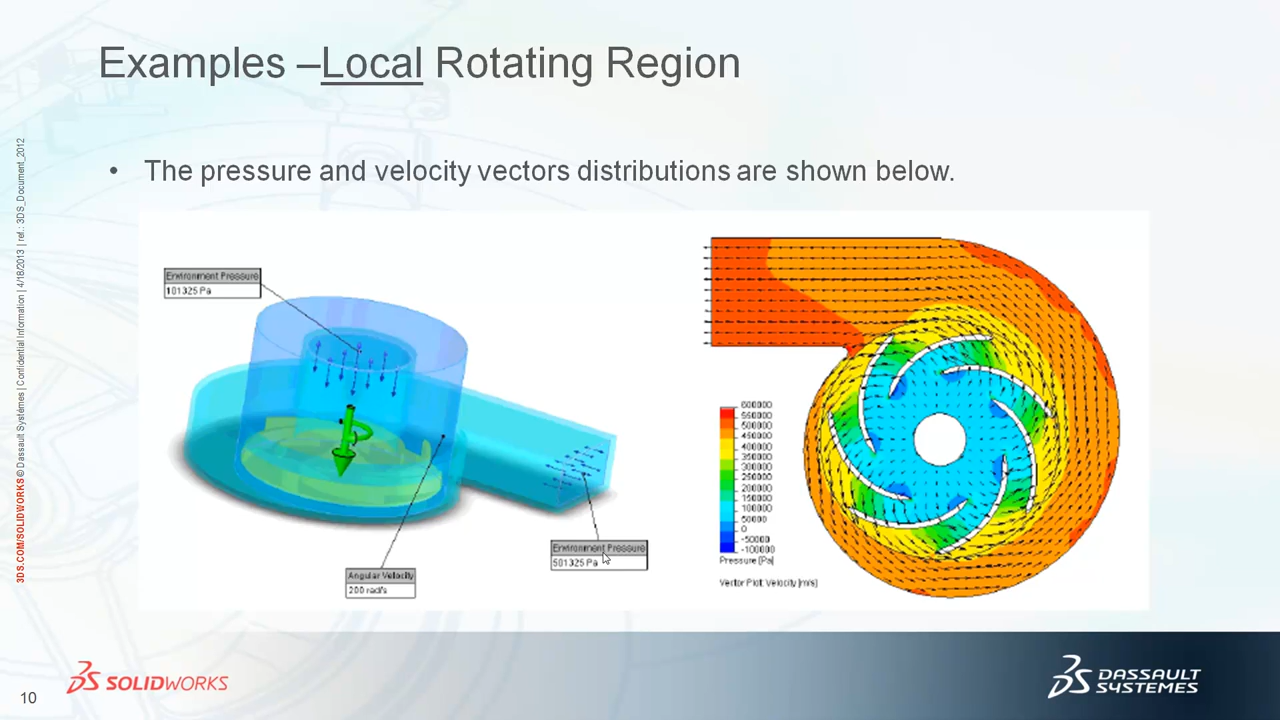 Examples –Local Rotating Region
• The pressure and velocity vectors distributions are shown below.
Environment Pressure
101325 Pa
Angular Velocity
200 rad/s
Environment Pressure
501325 Pa
600000
550000
500000
450000
400000
350000
300000
250000
200000
150000
100000
50000
0
-50000
-100000
Pressure [Pa]
Vector Plot: Velocity [m/s]
3DS.COM/SOLIDWORKS © Dassault Systèmes | Confidential Information | 4/18/2013 | ref.: 3DS_Document_2012
10
SOLIDWORKS
DASSAULT
SYSTEMES